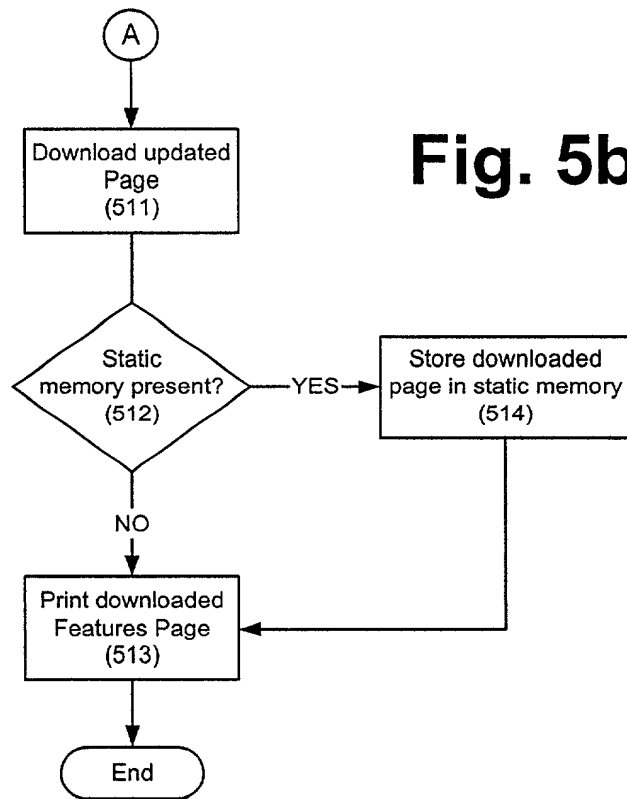 A
Download updated
Page
(511)
Fig. 5b
Static
memory present?
(512)
YES
Store downloaded
page in static memory
(514)
NO
Print downloaded
Features Page
(513)
End